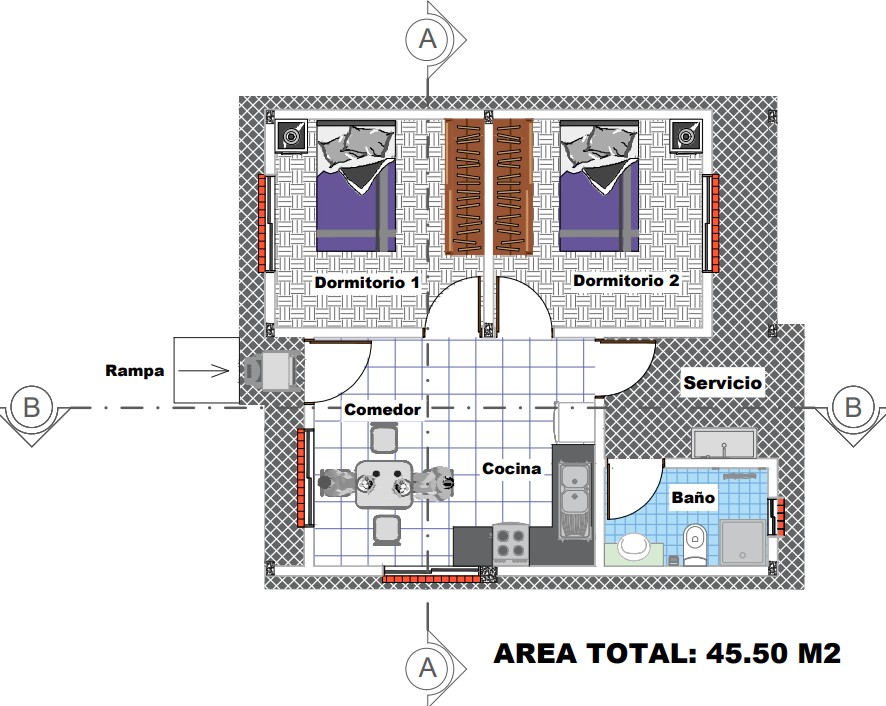 A
Dormitorio 1
Dormitorio 2
Rampa
Servicio
B
Comedor
B
Cocina
Baño
AREA TOTAL: 45.50 M2
A